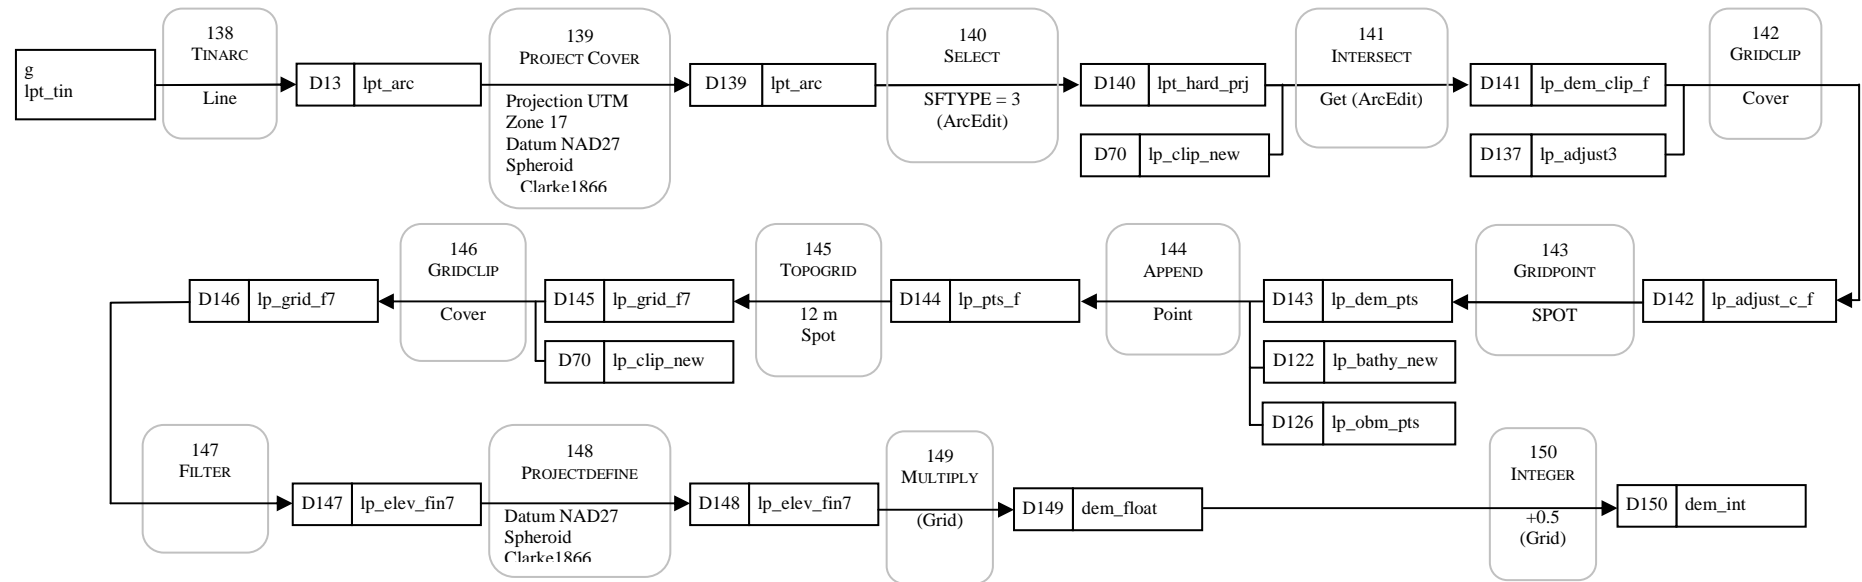 g
lpt_tin
138
TINARC
Line
D13 lpt_arc
139
PROJECT COVER
Projection UTM
Zone 17
Datum NAD27
Spheroid
Clarke1866
D139 lpt_arc
140
SELECT
SFTYPE = 3
(ArcEdit)
D140 lpt_hard_prj
D70 lp_clip_new
141
INTERSECT
Get (ArcEdit)
D141 lp_dem_clip_f
D137 lp_adjust3
142
GRIDCLIP
Cover
D142 lp_adjust_c_f
143
GRIDPOINT
SPOT
D143 lp_dem_pts
D122 lp_bathy_new
D126 lp_obm_pts
144
APPEND
Point
D144 lp_pts_f
145
TOPOGRID
12 m
Spot
D145 lp_grid_f7
D70 lp_clip_new
146
GRIDCLIP
Cover
D146 lp_grid_f7
147
FILTER
D147 lp_elev_fin7
148
PROJECTDEFINE
Datum NAD27
Spheroid
Clarke1866
D148 lp_elev_fin7
149
MULTIPLY
(Grid)
D149 dem_float
150
INTEGER
+0.5
(Grid)
D150 dem_int